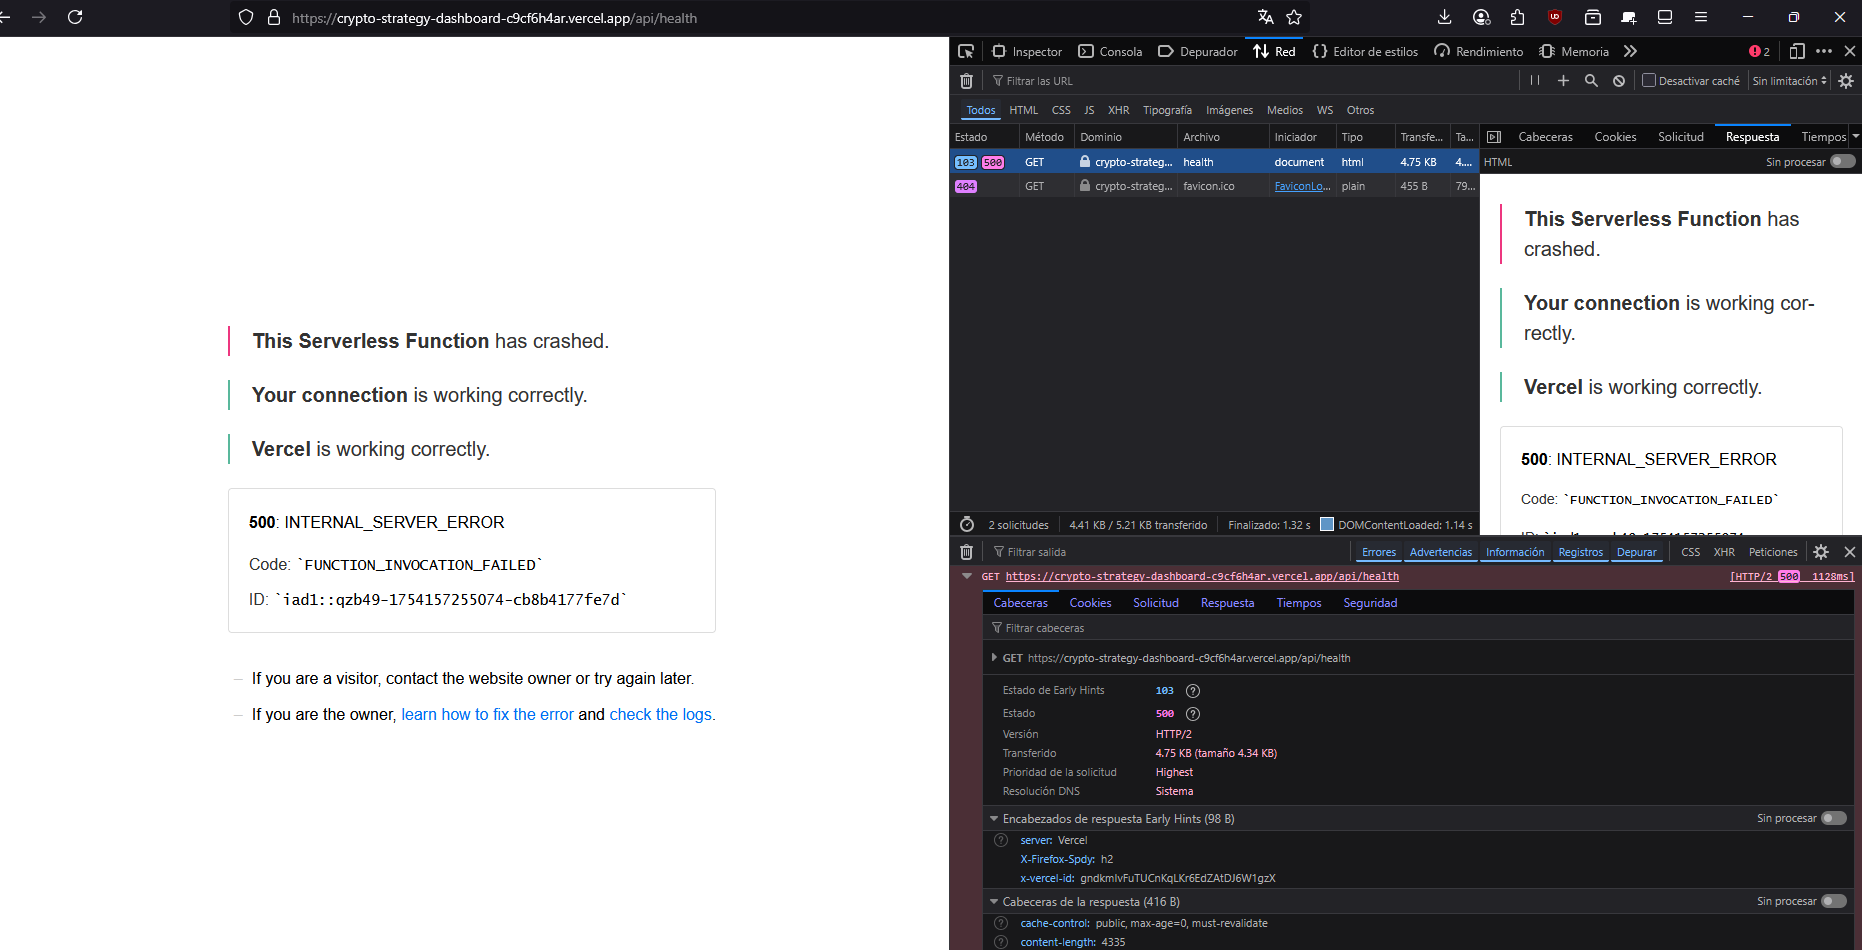 https://crypto-strategy-dashboard-c9cf6h4ar.vercel.app/api/health
This Serverless Function has crashed.
Your connection is working correctly.
Vercel is working correctly.
500: INTERNAL_SERVER_ERROR
Code: `FUNCTION_INVOCATION_FAILED`
ID: `iad1::qzb49-1754157255074-cb8b4177fe7d`
– If you are a visitor, contact the website owner or try again later.
– If you are the owner, learn how to fix the error and check the logs.
Inspector Consola Depurador Red Editor de estilos Rendimiento Memoria 2
Filtrar las URL Desactivar caché Sin limitación
Todos HTML CSS JS XHR Tipografía Imágenes Medios WS Otros
Estado Método Dominio Archivo Iniciador Tipo Transfe... Ta...
103 500 GET crypto-strateg... health document html 4.75 KB 4....
404 GET crypto-strateg... favicon.ico FaviconLo... plain 455 B 79...
2 solicitudes 4.41 KB / 5.21 KB transferido Finalizado: 1.32 s DOMContentLoaded: 1.14 s
Cabeceras Cookies Solicitud Respuesta Tiempos
HTML Sin procesar
This Serverless Function has
crashed.
Your connection is working cor-
rectly.
Vercel is working correctly.
500: INTERNAL_SERVER_ERROR
Code: `FUNCTION_INVOCATION_FAILED`
Filtrar salida Errores Advertencias Información Registros Depurar CSS XHR Peticiones
GET https://crypto-strategy-dashboard-c9cf6h4ar.vercel.app/api/health [HTTP/2 500 1128ms]
Cabeceras Cookies Solicitud Respuesta Tiempos Seguridad
Filtrar cabeceras
GET https://crypto-strategy-dashboard-c9cf6h4ar.vercel.app/api/health
Estado de Early Hints 103
Estado 500
Versión HTTP/2
Transferido 4.75 KB (tamaño 4.34 KB)
Prioridad de la solicitud Highest
Resolución DNS Sistema
Encabezados de respuesta Early Hints (98 B) Sin procesar
server: Vercel
X-Firefox-Spdy: h2
x-vercel-id: gndkmlvFuTUCnKqLKr6EdZAtDJ6W1gzX
Cabeceras de la respuesta (416 B) Sin procesar
cache-control: public, max-age=0, must-revalidate
content-length: 4335